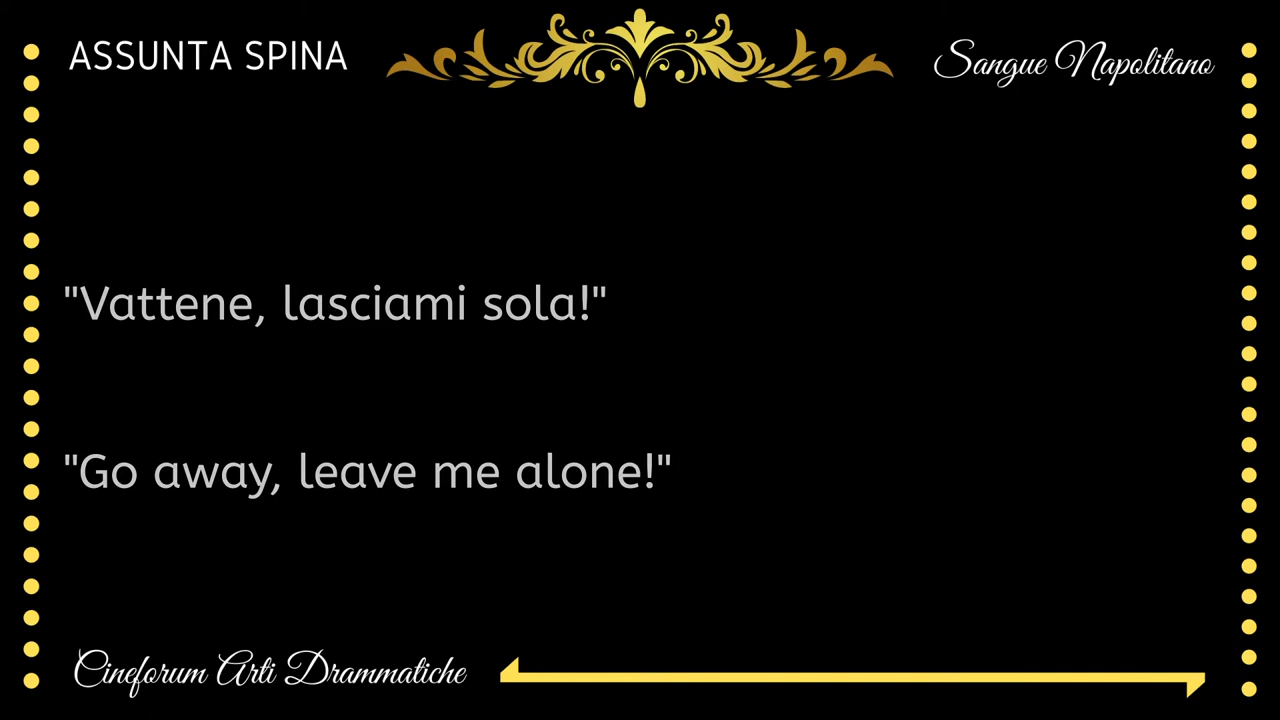 ASSUNTA SPINA
Sangue Napolitano
"Vattene, lasciami sola!"
"Go away, leave me alone!"
Cineforum Arti Drammatiche